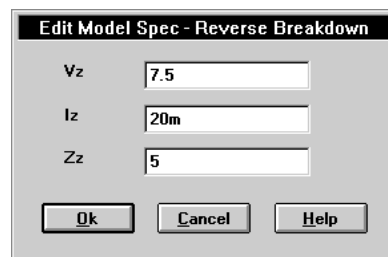 Edit Model Spec - Reverse Breakdown
Vz 7.5
Iz 20m
Zz 5
Ok Cancel Help